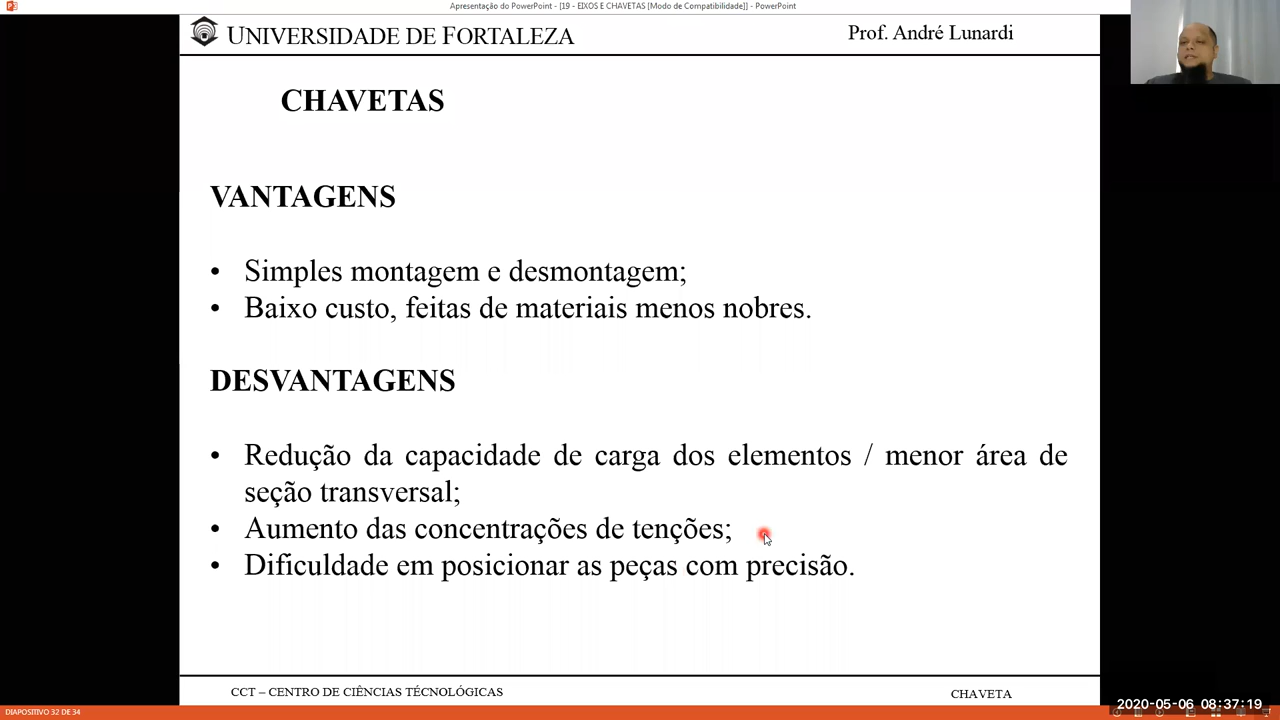 Apresentação do PowerPoint - [19 - EIXOS E CHAVETAS [Modo de Compatibilidade]] - PowerPoint
UNIVERSIDADE DE FORTALEZA
Prof. André Lunardi
CHAVETAS
VANTAGENS
• Simples montagem e desmontagem;
• Baixo custo, feitas de materiais menos nobres.
DESVANTAGENS
• Redução da capacidade de carga dos elementos / menor área de
seção transversal;
• Aumento das concentrações de tenções;
• Dificuldade em posicionar as peças com precisão.
CCT – CENTRO DE CIÊNCIAS TÉCNOLÓGICAS
CHAVETA
2020-05-06 08:37:19
DIAPOSITIVO 32 DE 34